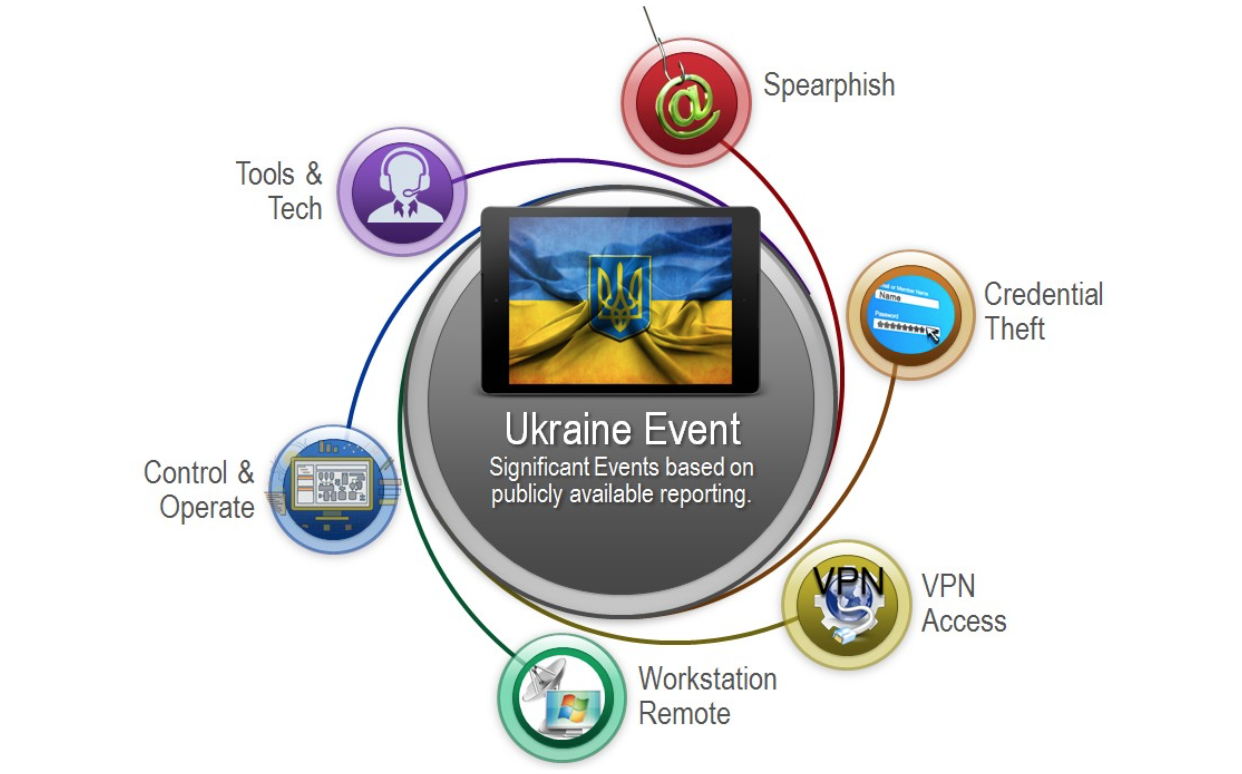 Spearphish
Tools &
Tech
Credential
Theft
Name
Password
********
Ukraine Event
Significant Events based on
publicly available reporting.
Control &
Operate
VPN
VPN
Access
Workstation
Remote